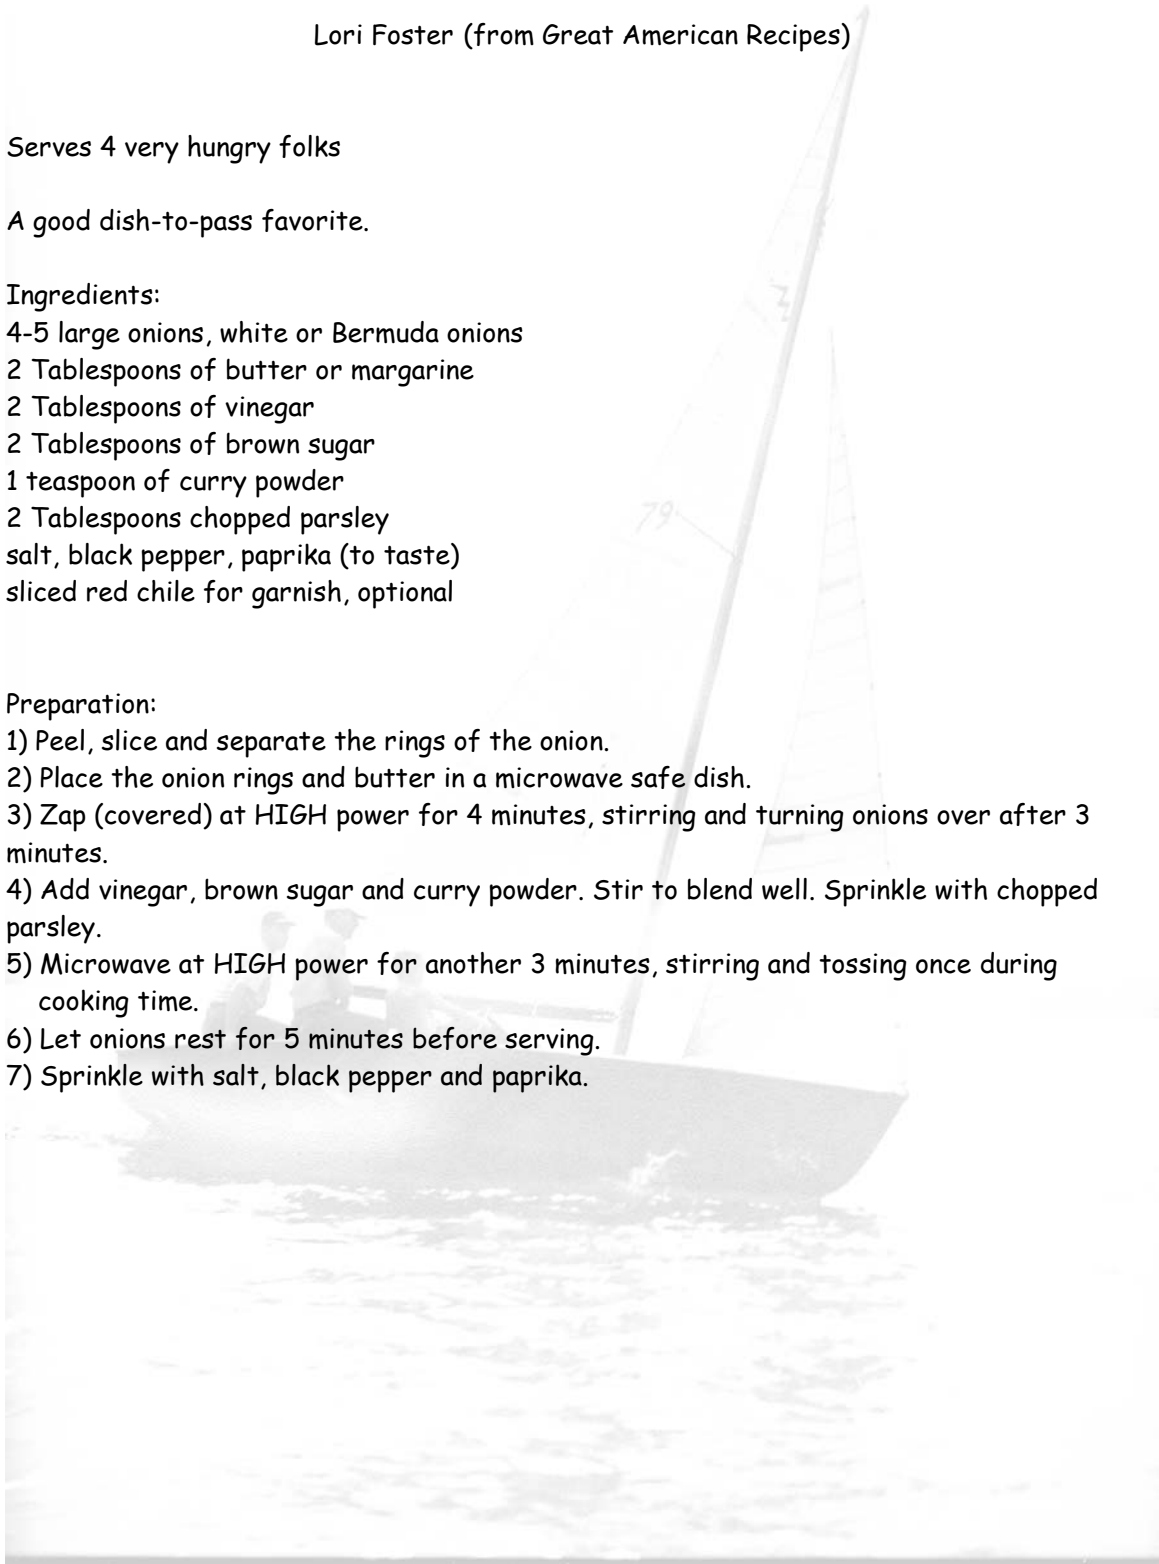 Lori Foster (from Great American Recipes)
Serves 4 very hungry folks
A good dish-to-pass favorite.
Ingredients:
4-5 large onions, white or Bermuda onions
2 Tablespoons of butter or margarine
2 Tablespoons of vinegar
2 Tablespoons of brown sugar
1 teaspoon of curry powder
2 Tablespoons chopped parsley
salt, black pepper, paprika (to taste)
sliced red chile for garnish, optional
Preparation:
1) Peel, slice and separate the rings of the onion.
2) Place the onion rings and butter in a microwave safe dish.
3) Zap (covered) at HIGH power for 4 minutes, stirring and turning onions over after 3
minutes.
4) Add vinegar, brown sugar and curry powder. Stir to blend well. Sprinkle with chopped
parsley.
5) Microwave at HIGH power for another 3 minutes, stirring and tossing once during
cooking time.
6) Let onions rest for 5 minutes before serving.
7) Sprinkle with salt, black pepper and paprika.
79